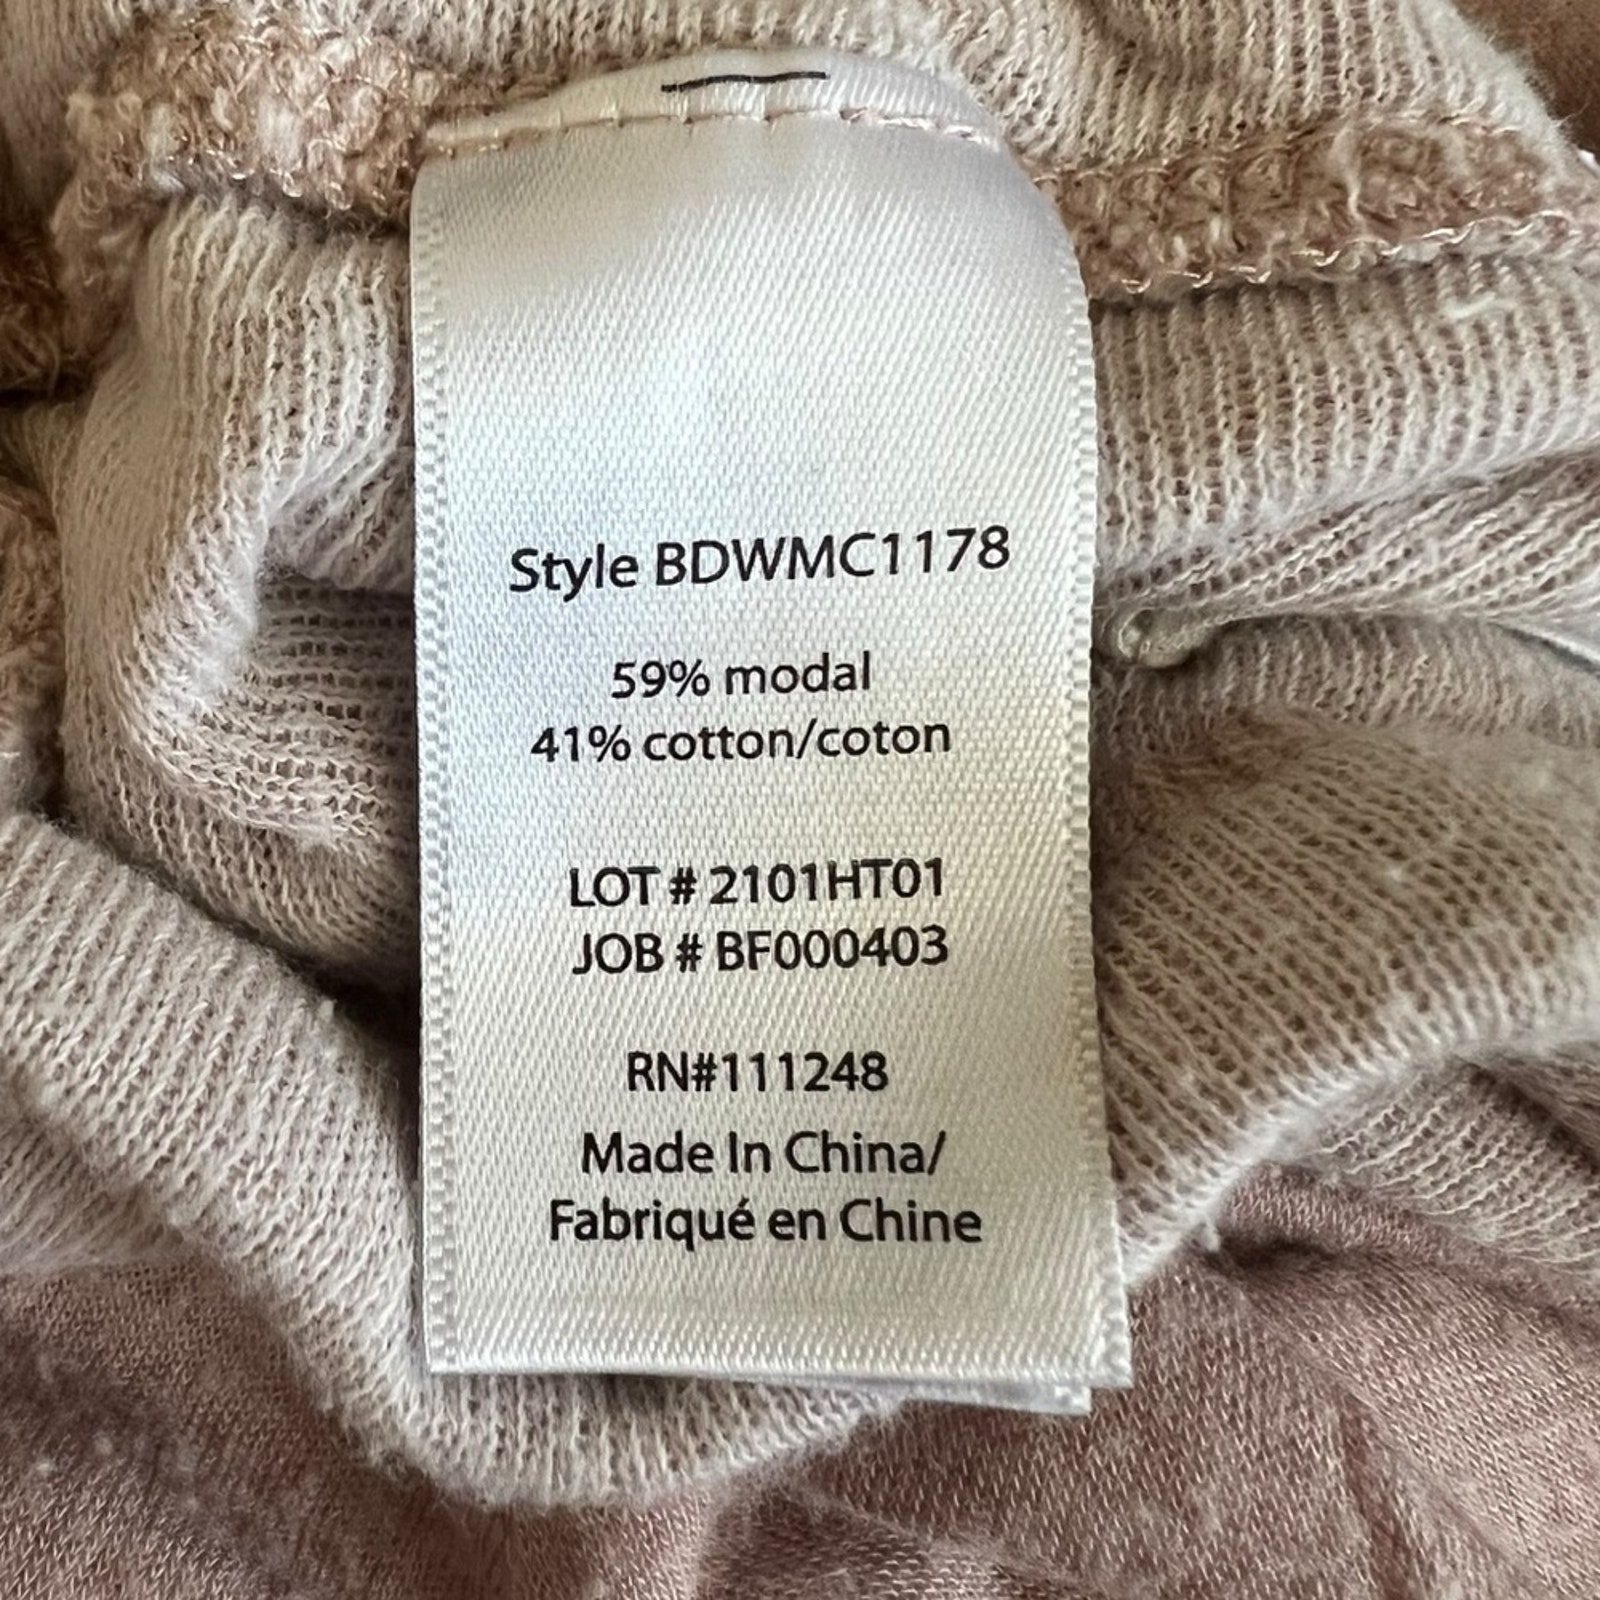 Style BDWMC1178
59% modal
41% cotton/coton
LOT # 2101HT01
JOB # BF000403
RN#111248
Made In China/
Fabriqué en Chine